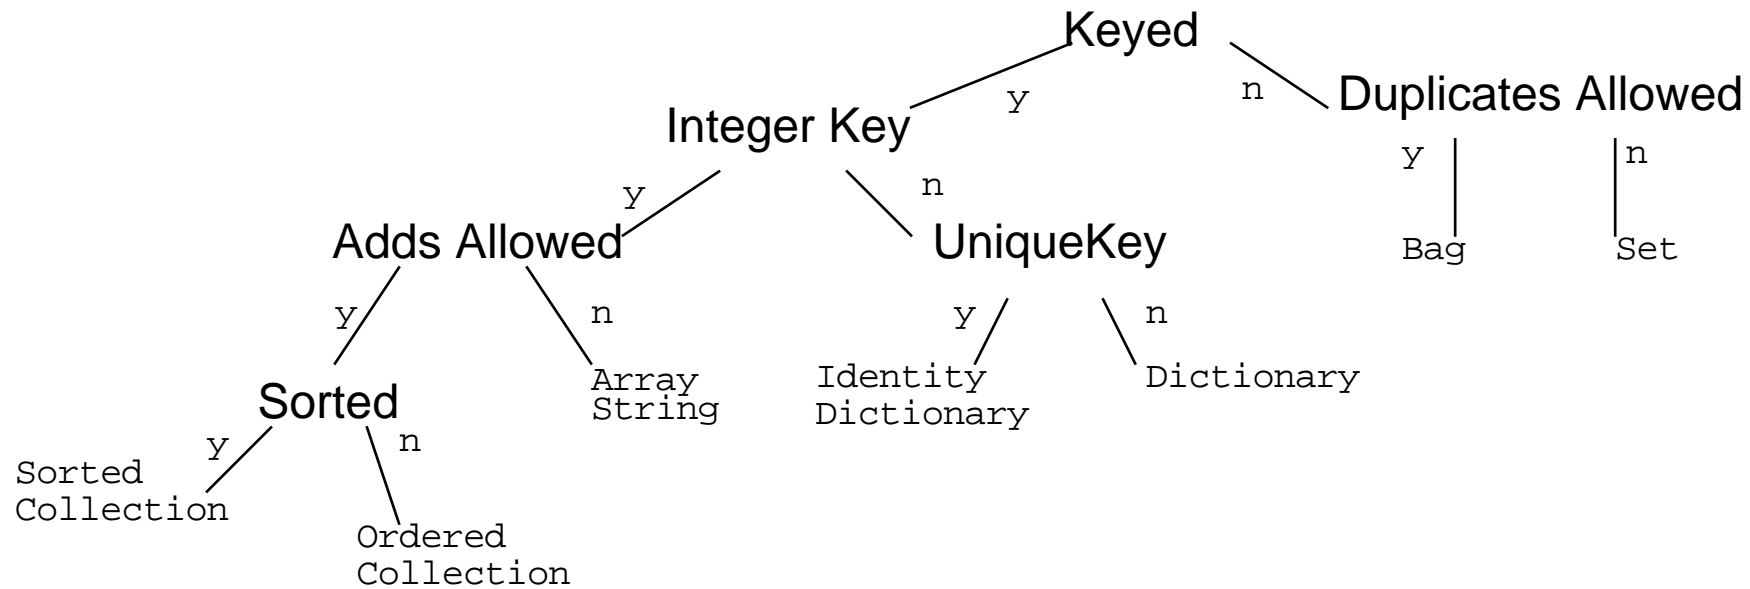 Keyed
y
n
Duplicates Allowed
Integer Key
y
n
y
n
Adds Allowed
UniqueKey
Bag
Set
y
n
y
n
Sorted
Array
String
Identity
Dictionary
Dictionary
y
n
Sorted
Collection
Ordered
Collection